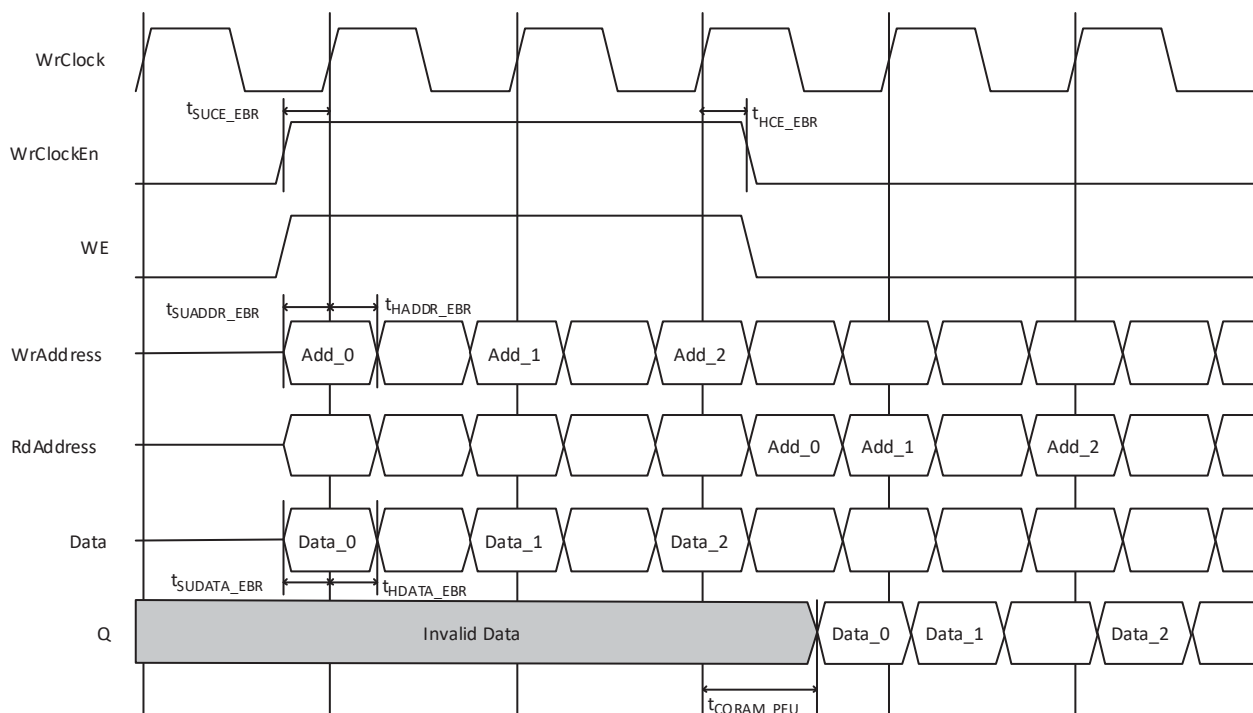 WrClock
tSUCE_EBR
tHCE_EBR
WrClockEn
WE
tSUADDR_EBR
tHADDR_EBR
WrAddress
Add_0
Add_1
Add_2
RdAddress
Add_0
Add_1
Add_2
Data
Data_0
Data_1
Data_2
tSUDATA_EBR
tHDATA_EBR
Q
Invalid Data
Data_0
Data_1
Data_2
tCORAM_PFU